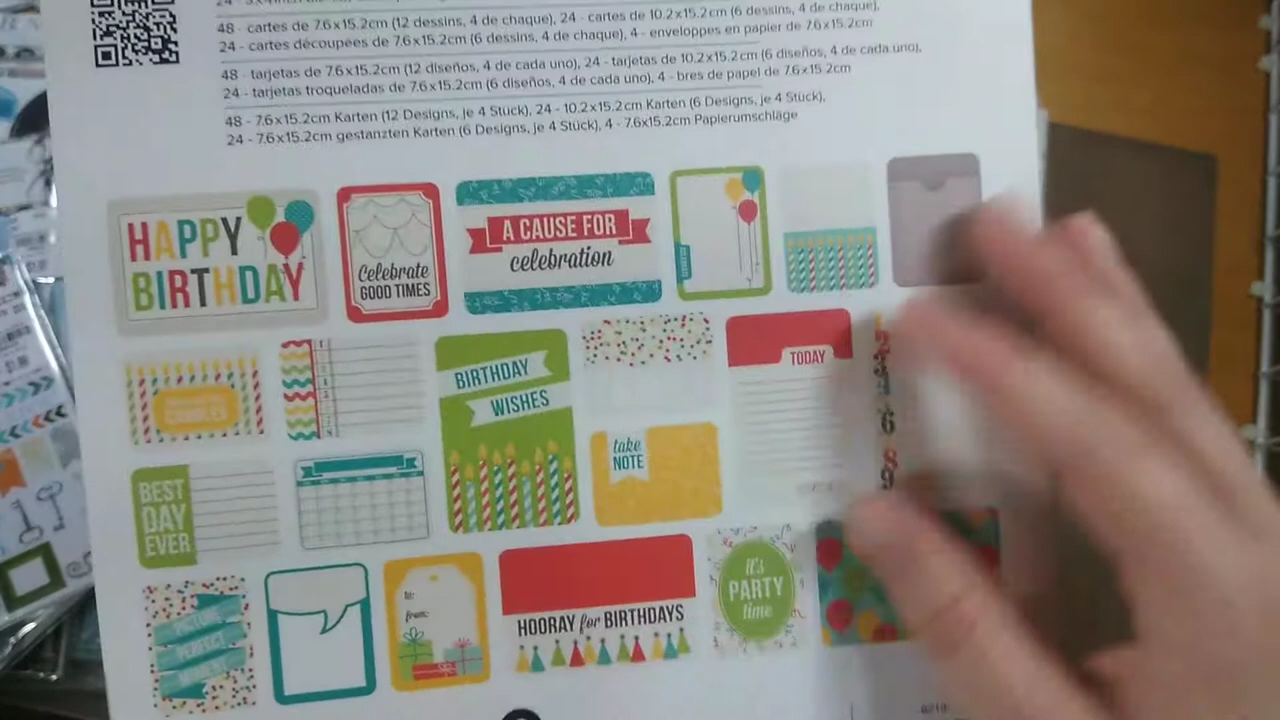 48 - cartes de 7.6x15.2cm (12 dessins, 4 de chaque), 24 - cartes de 10.2x15.2cm (6 dessins, 4 de chaque),
24 - cartes découpées de 7.6x15.2cm (6 dessins, 4 de chaque), 4 - enveloppes en papier de 7.6x15.2cm
48 - tarjetas de 7.6x15.2cm (12 diseños, 4 de cada uno), 24 - tarjetas de 10.2x15.2cm (6 diseños, 4 de cada uno),
24 - tarjetas troqueladas de 7.6x15.2cm (6 diseños, 4 de cada uno), 4 - bres de papel de 7.6x15.2cm
48 - 7.6x15.2cm Karten (12 Designs, je 4 Stück), 24 - 10.2x15.2cm Karten (6 Designs, je 4 Stück),
24 - 7.6x15.2cm gestanzten Karten (6 Designs, je 4 Stück), 4 - 7.6x15.2cm Papierumschläge
HAPPY
BIRTHDAY
Celebrate
GOOD TIMES
A CAUSE FOR
celebration
BIRTHDAY
WISHES
TODAY
take
NOTE
BEST
DAY
EVER
PICTURE
PERFECT
to:
from:
HOORAY for BIRTHDAYS
it's
PARTY
time